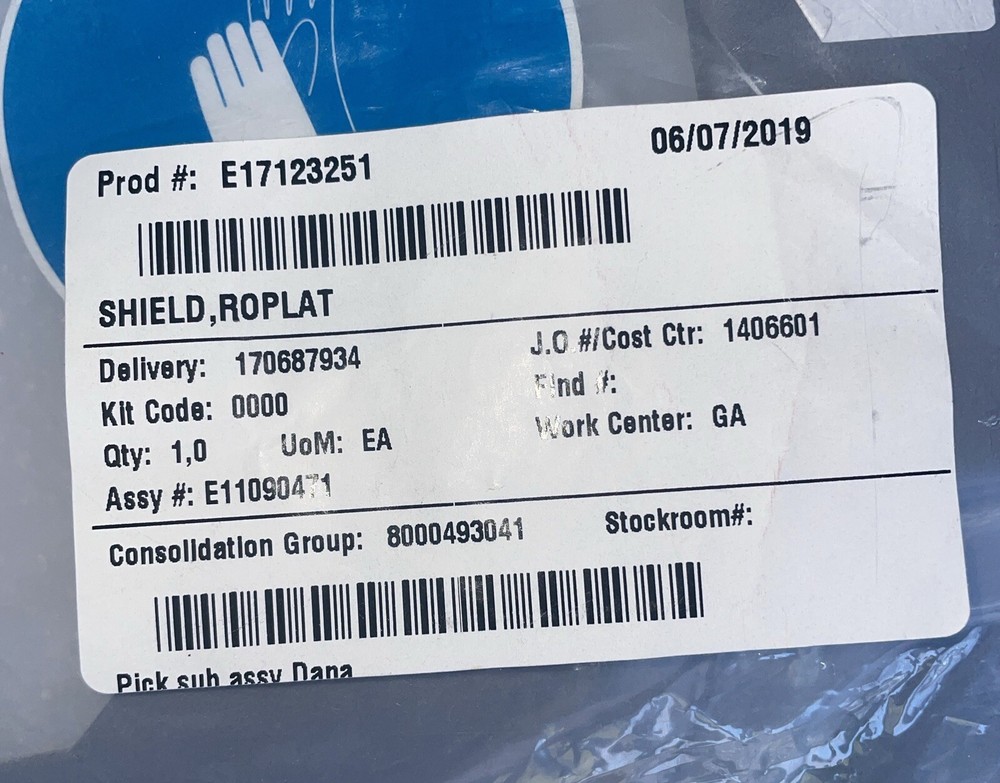 Prod #: E17123251 06/07/2019
SHIELD,ROPLAT
Delivery: 170687934 J.O #/Cost Ctr: 1406601
Kit Code: 0000 Find #:
Qty: 1,0 UoM: EA Work Center: GA
Assy #: E11090471
Consolidation Group: 8000493041 Stockroom#:
Pick sub assy Dana